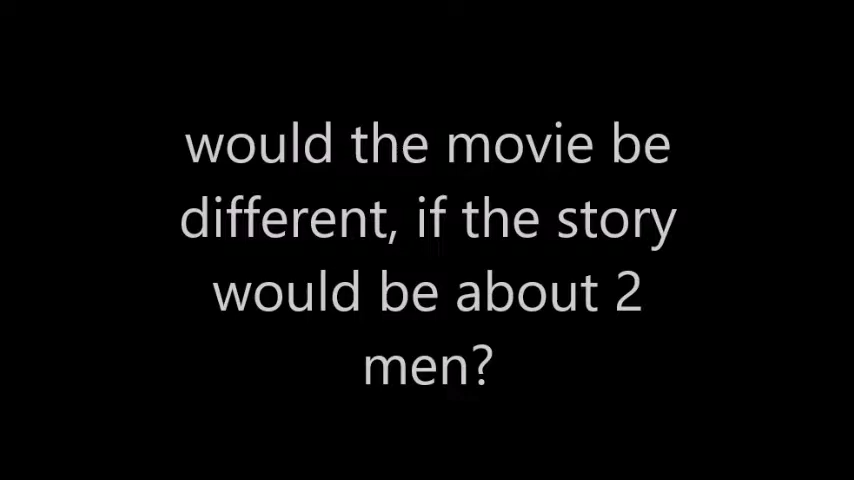 would the movie be
different, if the story
would be about 2
men?